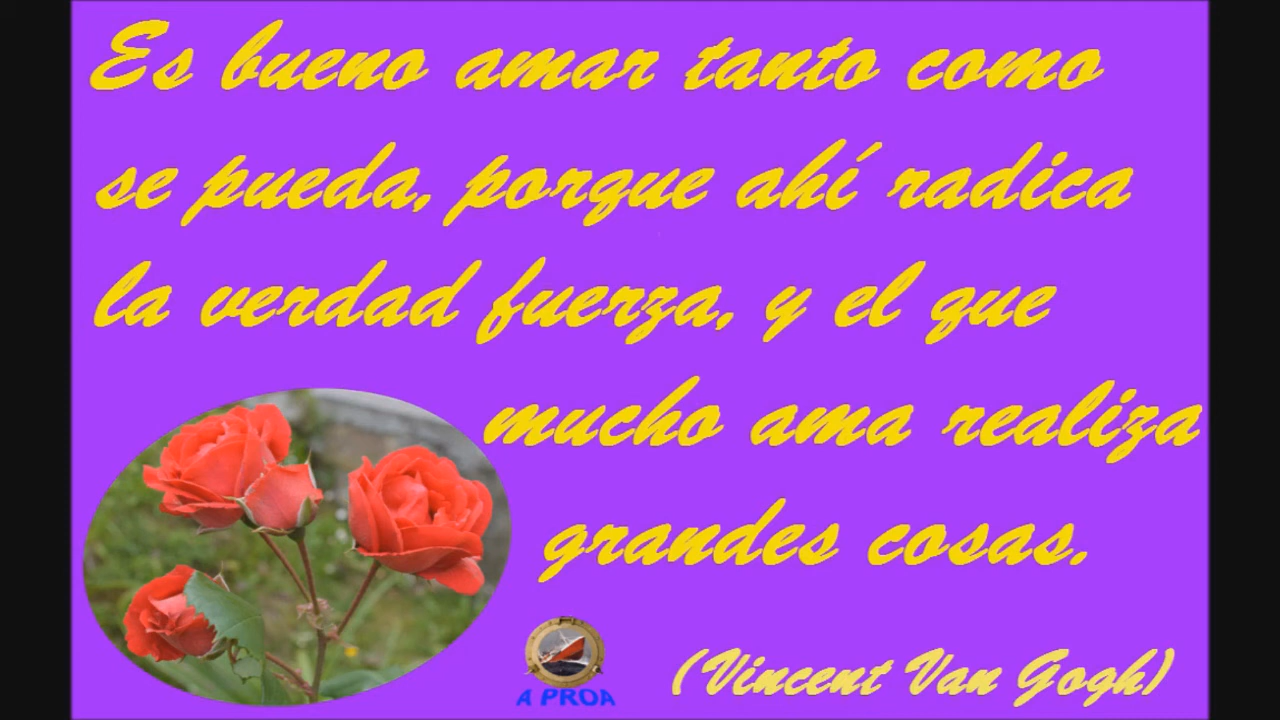 Es bueno amar tanto como
se pueda, porque ahí radica
la verdad fuerza, y el que
mucho ama realiza
grandes cosas.
(Vincent Van Gogh)
A PROA